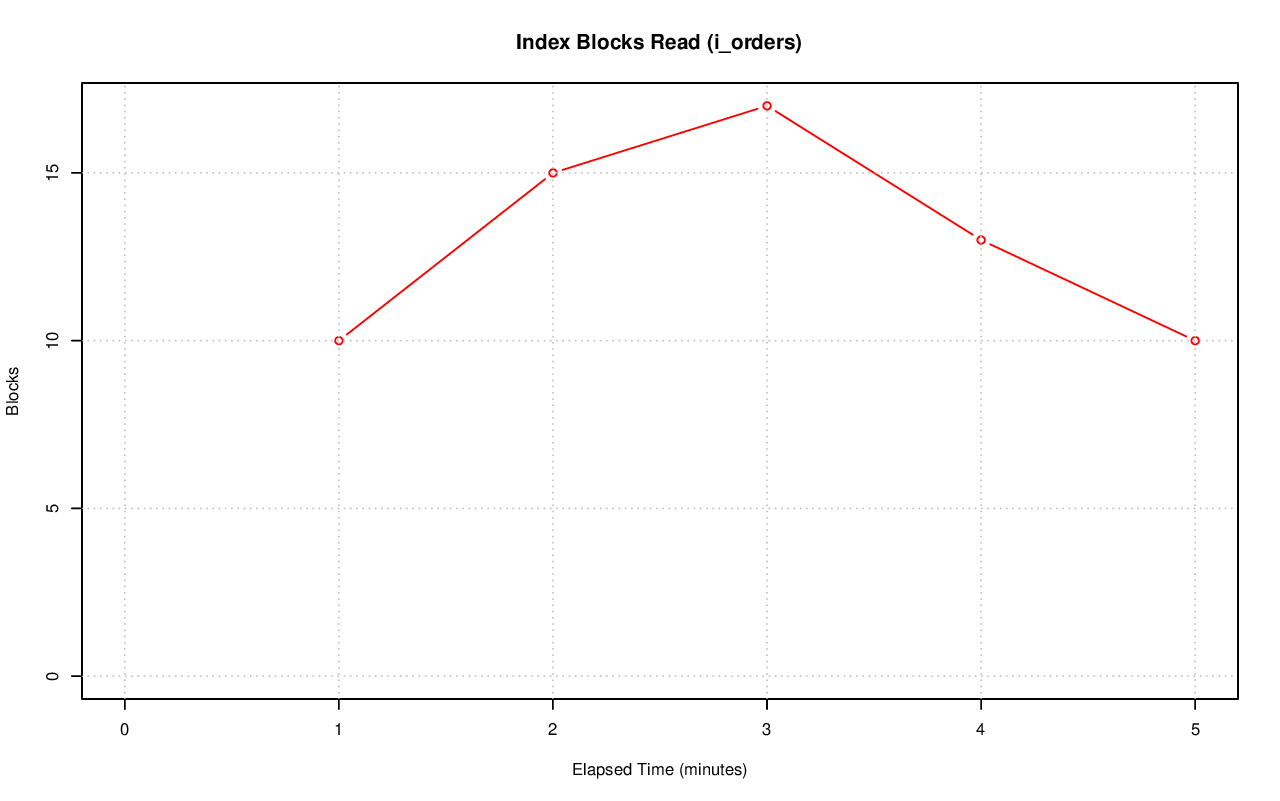 Index Blocks Read (i_orders)
Blocks
15
10
5
0
0 1 2 3 4 5
Elapsed Time (minutes)